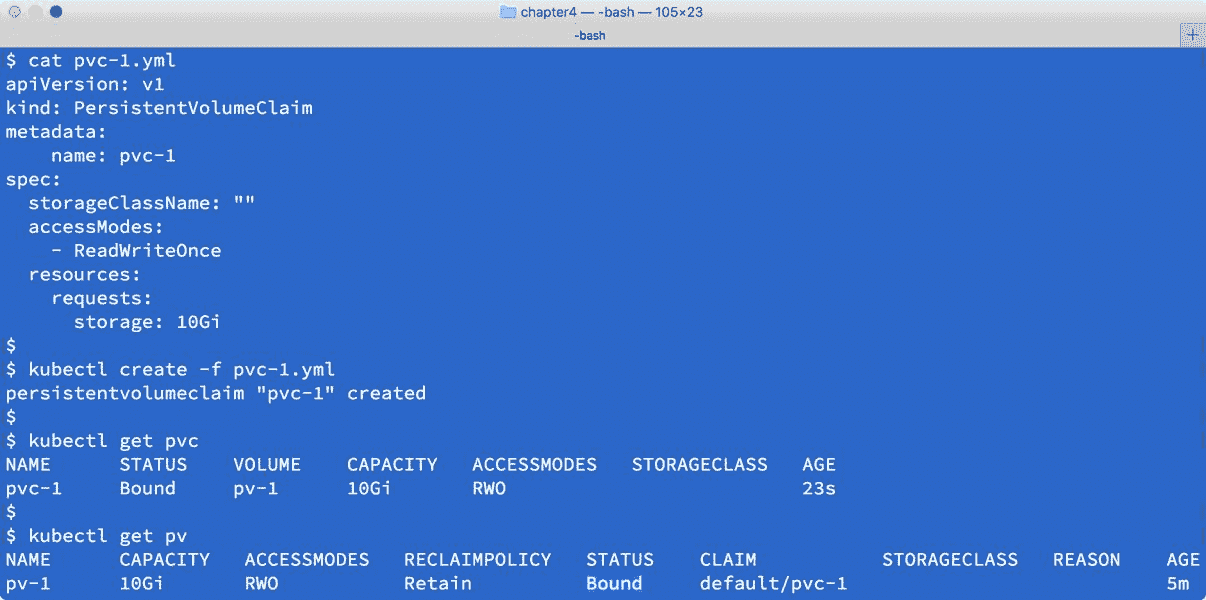 chapter4 — -bash — 105×23
-bash
$ cat pvc-1.yml
apiVersion: v1
kind: PersistentVolumeClaim
metadata:
    name: pvc-1
spec:
  storageClassName: ""
  accessModes:
    - ReadWriteOnce
  resources:
    requests:
      storage: 10Gi
$
$ kubectl create -f pvc-1.yml
persistentvolumeclaim "pvc-1" created
$
$ kubectl get pvc
NAME      STATUS    VOLUME    CAPACITY   ACCESSMODES   STORAGECLASS   AGE
pvc-1     Bound     pv-1      10Gi       RWO                          23s
$
$ kubectl get pv
NAME      CAPACITY   ACCESSMODES   RECLAIMPOLICY   STATUS    CLAIM           STORAGECLASS   REASON    AGE
pv-1      10Gi       RWO           Retain          Bound     default/pvc-1                            5m